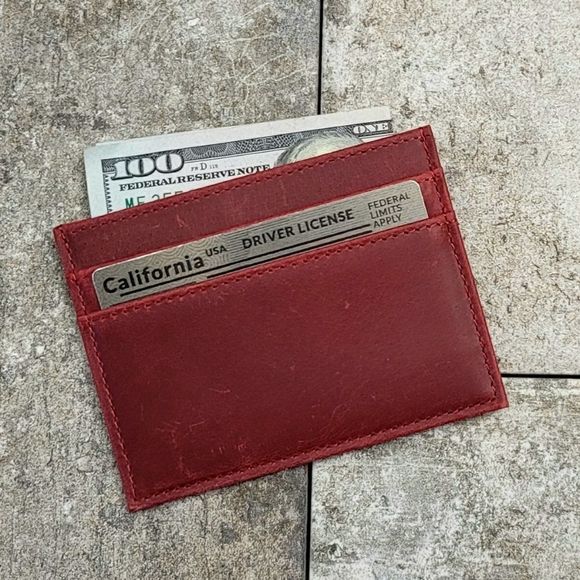 100
FEDERAL RESERVE NOTE
ONE
California USA DRIVER LICENSE
FEDERAL
LIMITS
APPLY